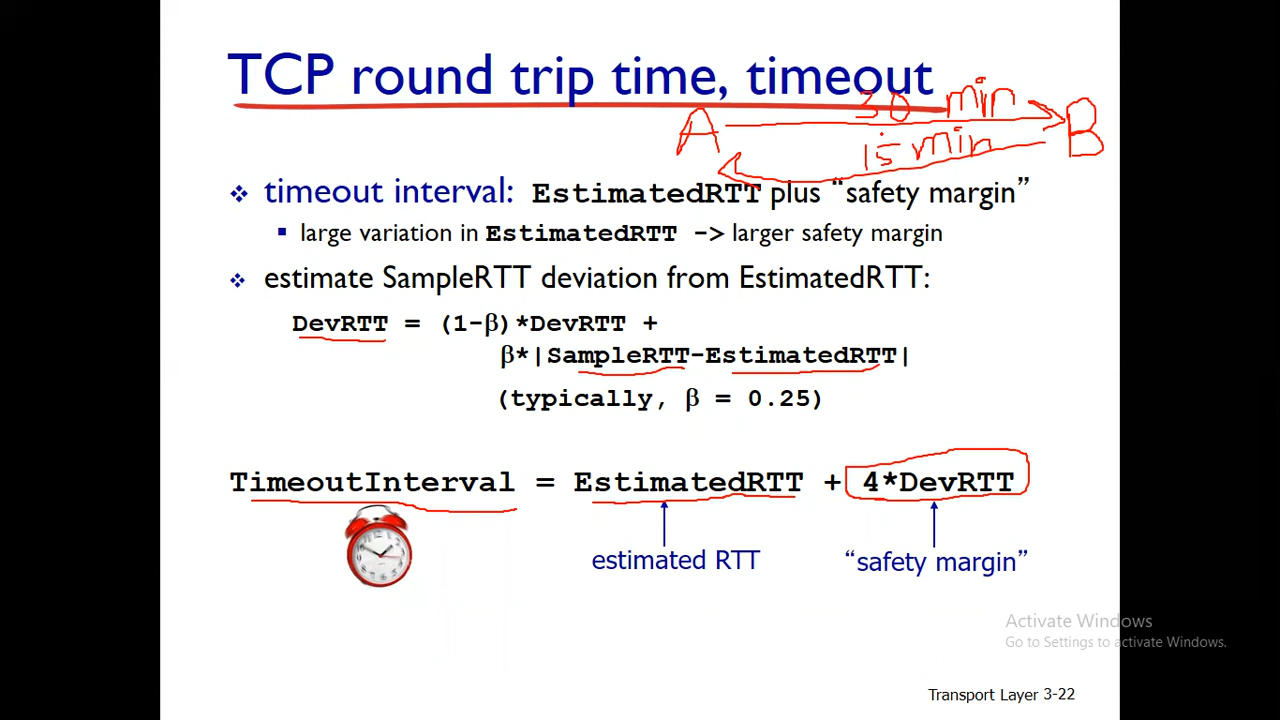 TCP round trip time, timeout
30 min
A B
15 min
❖ timeout interval: EstimatedRTT plus “safety margin”
▪ large variation in EstimatedRTT -> larger safety margin
❖ estimate SampleRTT deviation from EstimatedRTT:
DevRTT = (1-β)*DevRTT +
β*|SampleRTT-EstimatedRTT|
(typically, β = 0.25)
TimeoutInterval = EstimatedRTT + 4*DevRTT
estimated RTT “safety margin”
Activate Windows
Go to Settings to activate Windows.
Transport Layer 3-22